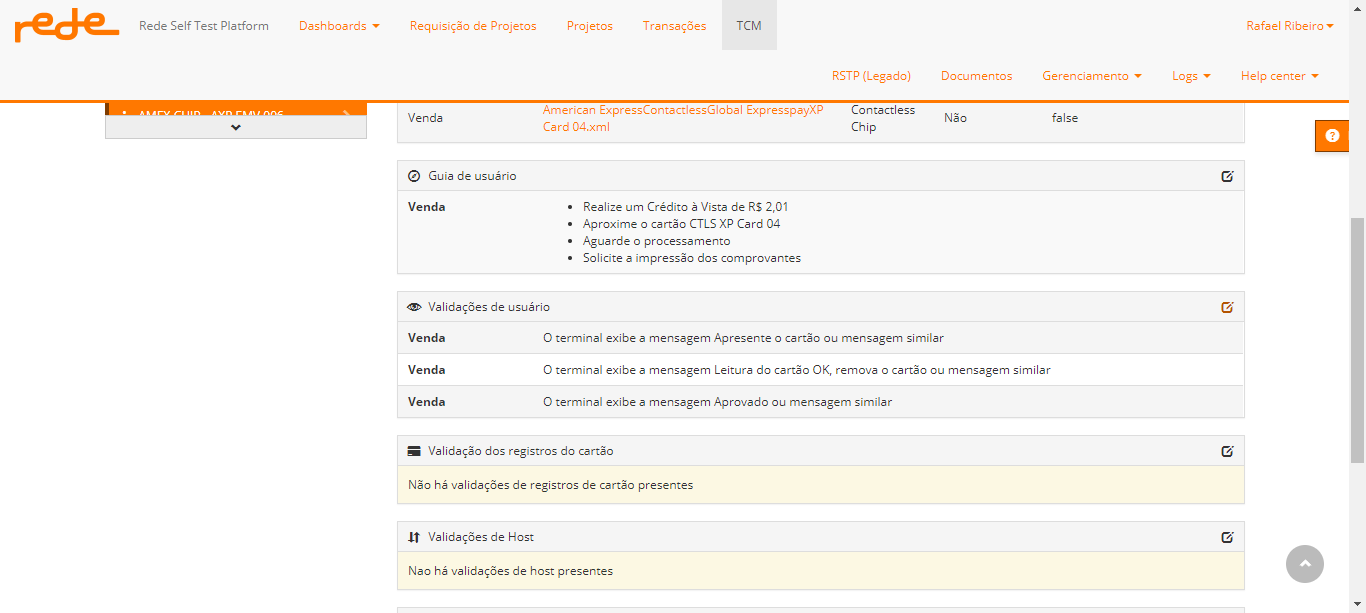 rede
Rede Self Test Platform
Dashboards
Requisição de Projetos
Projetos
Transações
TCM
Rafael Ribeiro
RSTP (Legado)
Documentos
Gerenciamento
Logs
Help center
AMEX CHIP - AXP EMV 006
Venda
American ExpressContactlessGlobal ExpresspayXP
Card 04.xml
Contactless
Chip
Não
false
Guia de usuário
Venda
Realize um Crédito à Vista de R$ 2,01
Aproxime o cartão CTLS XP Card 04
Aguarde o processamento
Solicite a impressão dos comprovantes
Validações de usuário
Venda
O terminal exibe a mensagem Apresente o cartão ou mensagem similar
Venda
O terminal exibe a mensagem Leitura do cartão OK, remova o cartão ou mensagem similar
Venda
O terminal exibe a mensagem Aprovado ou mensagem similar
Validação dos registros do cartão
Não há validações de registros de cartão presentes
Validações de Host
Nao há validações de host presentes